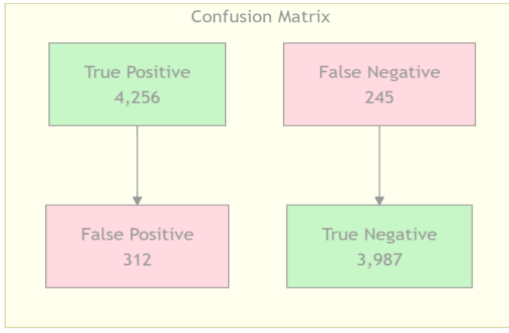 Confusion Matrix
True Positive
4,256
False Negative
245
False Positive
312
True Negative
3,987